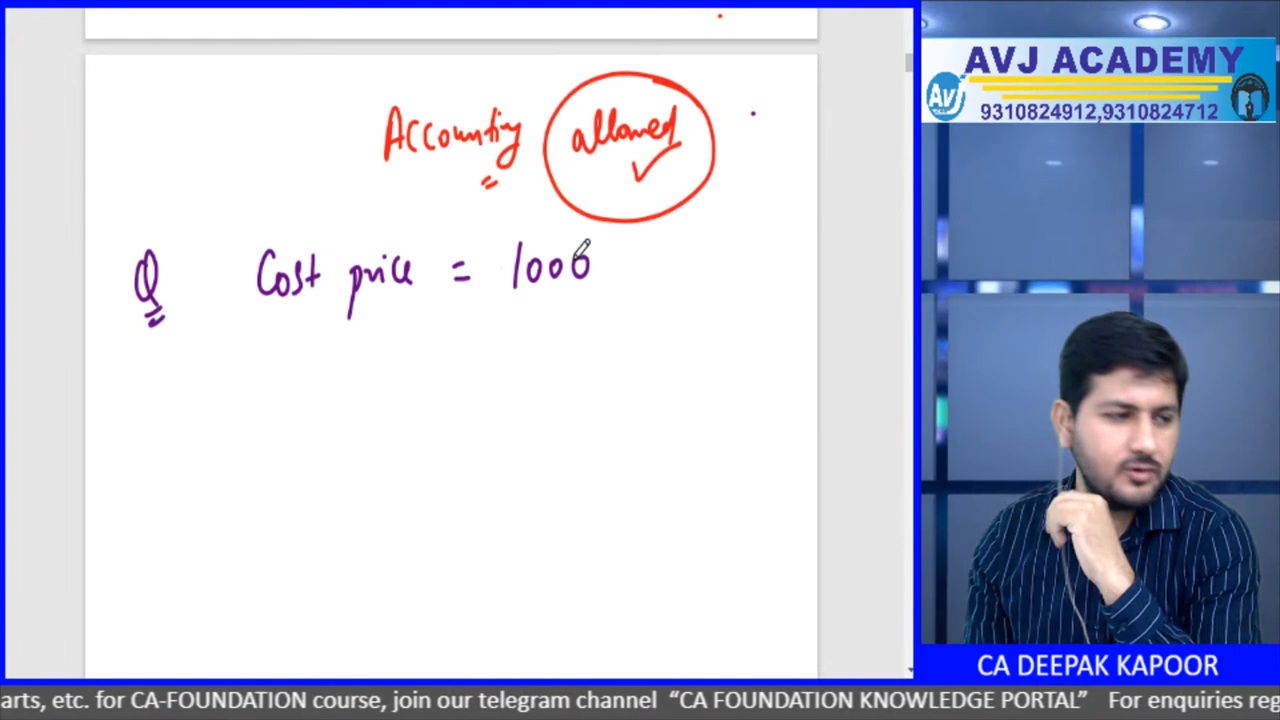 AVJ ACADEMY
AV
9310824912,9310824712
Accounting allowed
Q Cost price = 1000
CA DEEPAK KAPOOR
arts, etc. for CA-FOUNDATION course, join our telegram channel “CA FOUNDATION KNOWLEDGE PORTAL” For enquiries reg